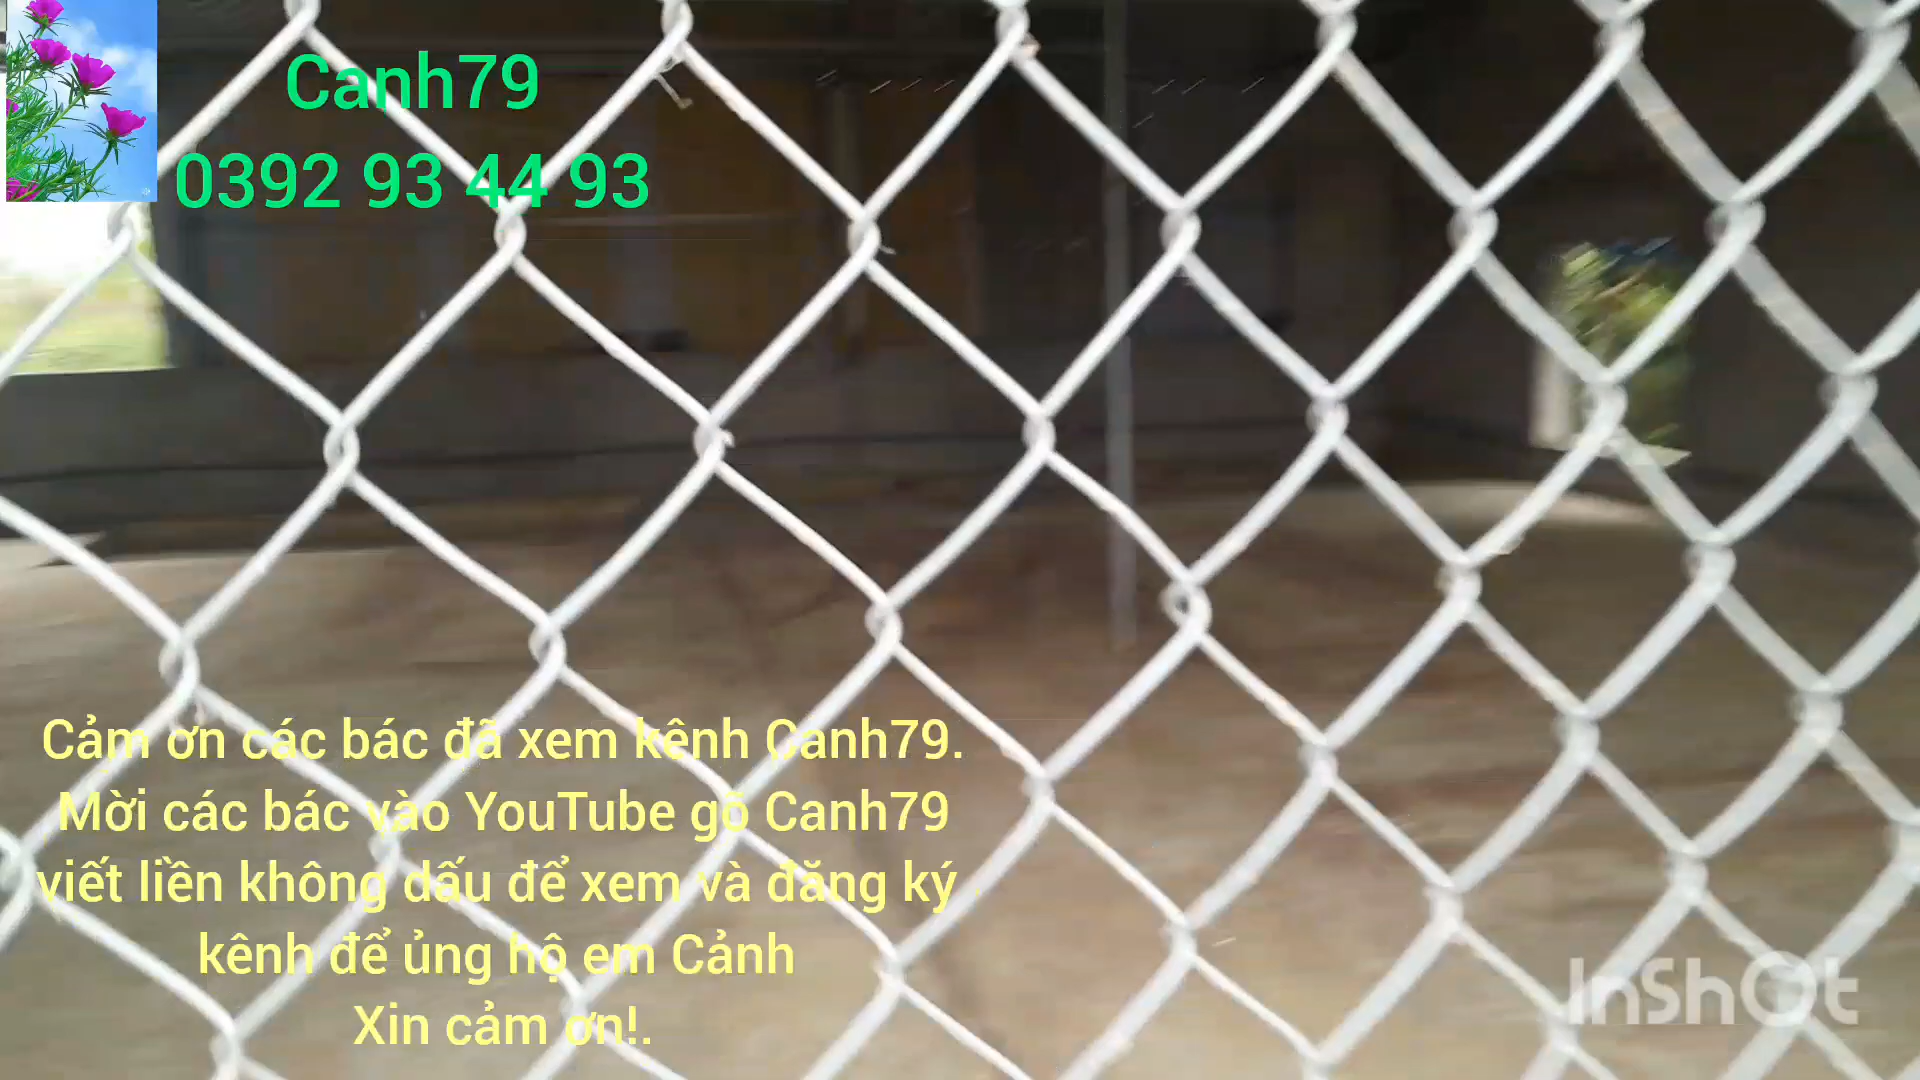 Canh79
0392 93 44 93
Cảm ơn các bác đã xem kênh Canh79.
Mời các bác vào YouTube gõ Canh79
viết liền không dấu để xem và đăng ký
kênh để ủng hộ em Cảnh
Xin cảm ơn!.
InShOt